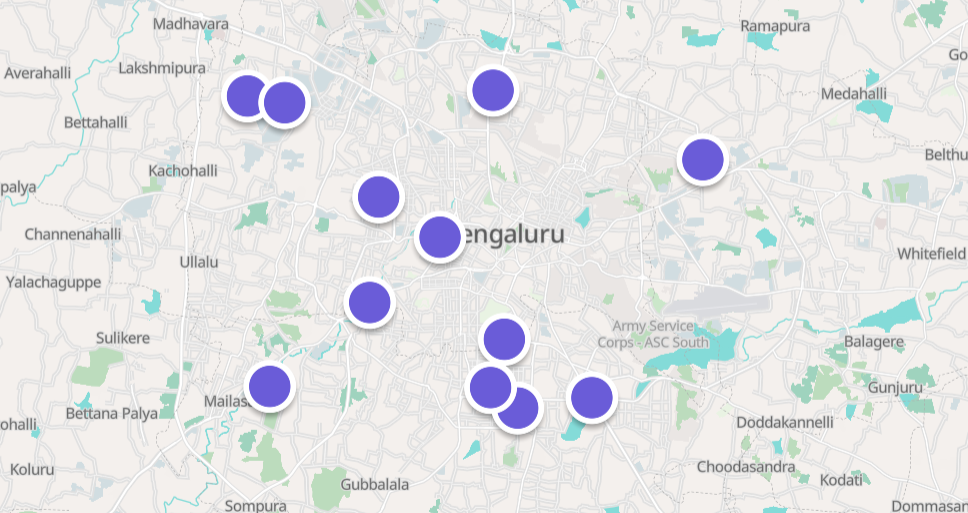 Madhavara
Ramapura
Go
Averahalli
Lakshmipura
Medahalli
Bettahalli
Belthu
Kachohalli
palya
Channenahalli
engaluru
Whitefield
Ullalu
Yalachaguppe
Army Service
Corps - ASC South
Sulikere
Balagere
Gunjuru
Mailas
Bettana Palya
ohalli
Doddakannelli
Choodasandra
Koluru
Kodati
Gubbalala
Sompura
Dommasan